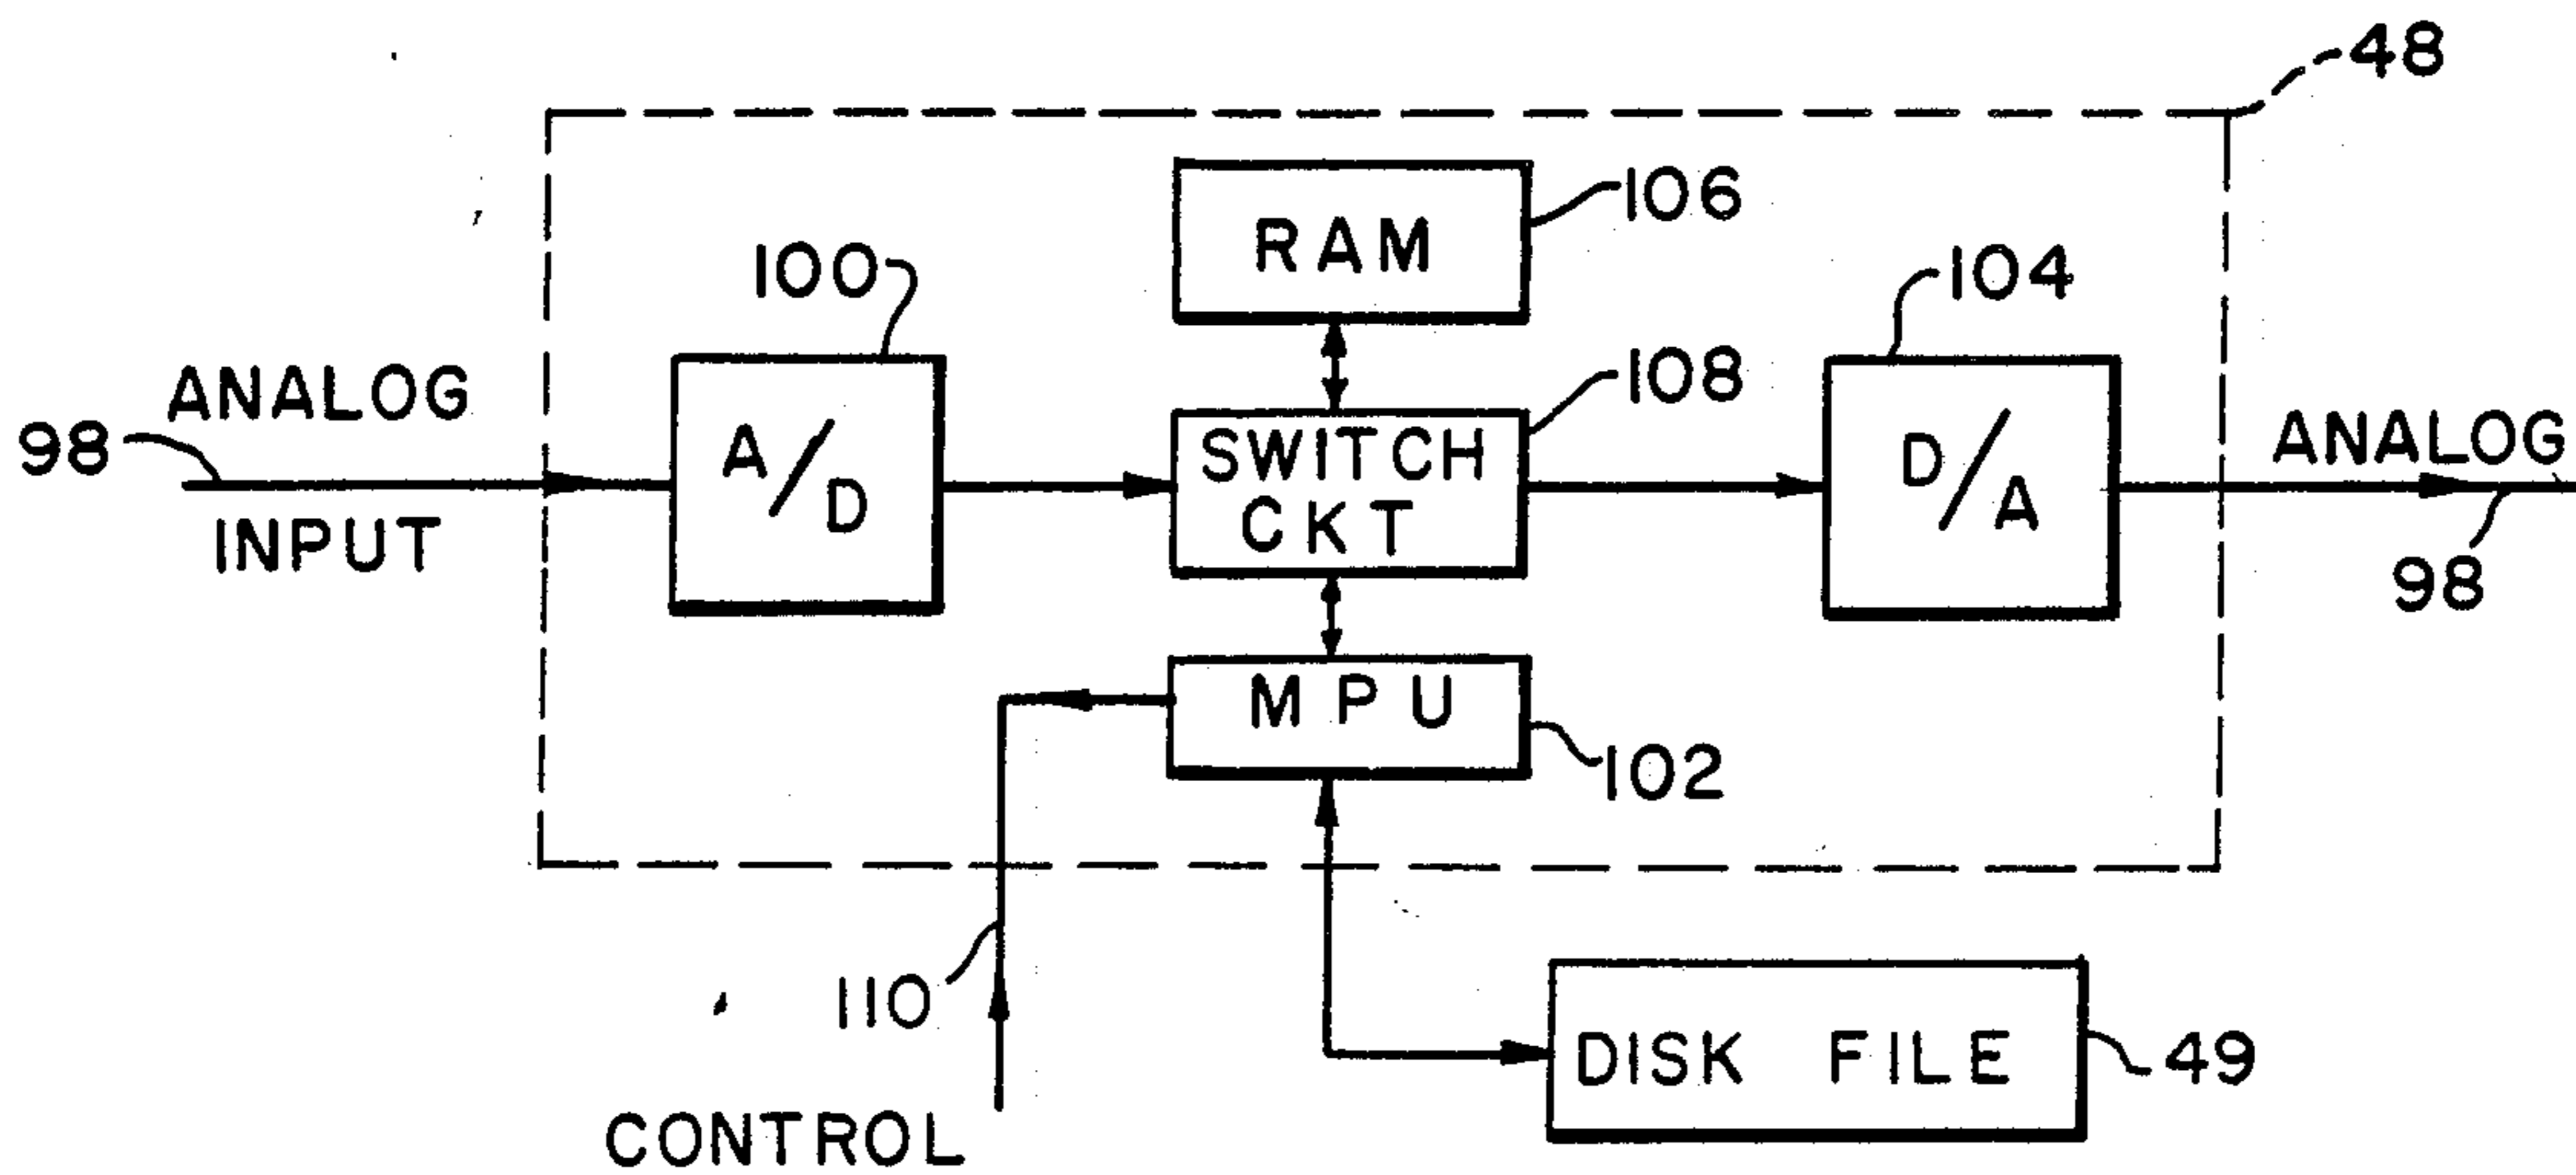 48
RAM
106
100
104
ANALOG
98
INPUT
A/D
SWITCH
CKT
108
D/A
ANALOG
98
MPU
102
110
CONTROL
DISK FILE
49